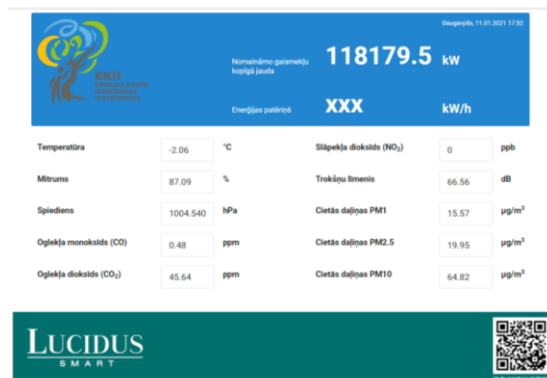 Daugavpils, 11.01.2021 17:52
EKII
Nomaināmo gaismekļu
kopīgā jauda
118179.5 kW
Enerģijas patēriņš
XXX kW/h
Temperatūra -2.06 °C
Slāpekļa dioksīds (NO₂) 0 ppb
Mitrums 87.09 %
Trokšņu līmenis 66.56 dB
Spiediens 1004.540 hPa
Cietās daļiņas PM1 15.57 µg/m³
Oglekļa monoksīds (CO) 0.48 ppm
Cietās daļiņas PM2.5 19.95 µg/m³
Oglekļa dioksīds (CO₂) 45.64 ppm
Cietās daļiņas PM10 64.82 µg/m³
LUCIDUS
SMART